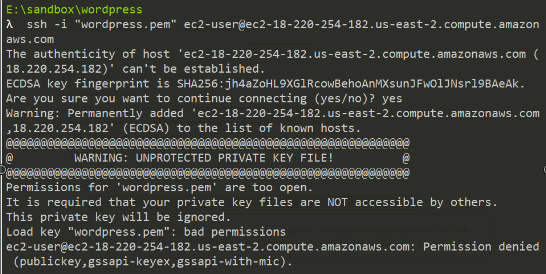 E:\sandbox\wordpress
λ ssh -i "wordpress.pem" ec2-user@ec2-18-220-254-182.us-east-2.compute.amazon
aws.com
The authenticity of host 'ec2-18-220-254-182.us-east-2.compute.amazonaws.com (
18.220.254.182)' can't be established.
ECDSA key fingerprint is SHA256:jh4aZoHL9XGlRcowBehoAnMXsunJFwOlJNsrl9BAeAk.
Are you sure you want to continue connecting (yes/no)? yes
Warning: Permanently added 'ec2-18-220-254-182.us-east-2.compute.amazonaws.com
,18.220.254.182' (ECDSA) to the list of known hosts.
@@@@@@@@@@@@@@@@@@@@@@@@@@@@@@@@@@@@@@@@@@@@@@@@@@@@@@@@@@@
@         WARNING: UNPROTECTED PRIVATE KEY FILE!          @
@@@@@@@@@@@@@@@@@@@@@@@@@@@@@@@@@@@@@@@@@@@@@@@@@@@@@@@@@@@
Permissions for 'wordpress.pem' are too open.
It is required that your private key files are NOT accessible by others.
This private key will be ignored.
Load key "wordpress.pem": bad permissions
ec2-user@ec2-18-220-254-182.us-east-2.compute.amazonaws.com: Permission denied
(publickey,gssapi-keyex,gssapi-with-mic).